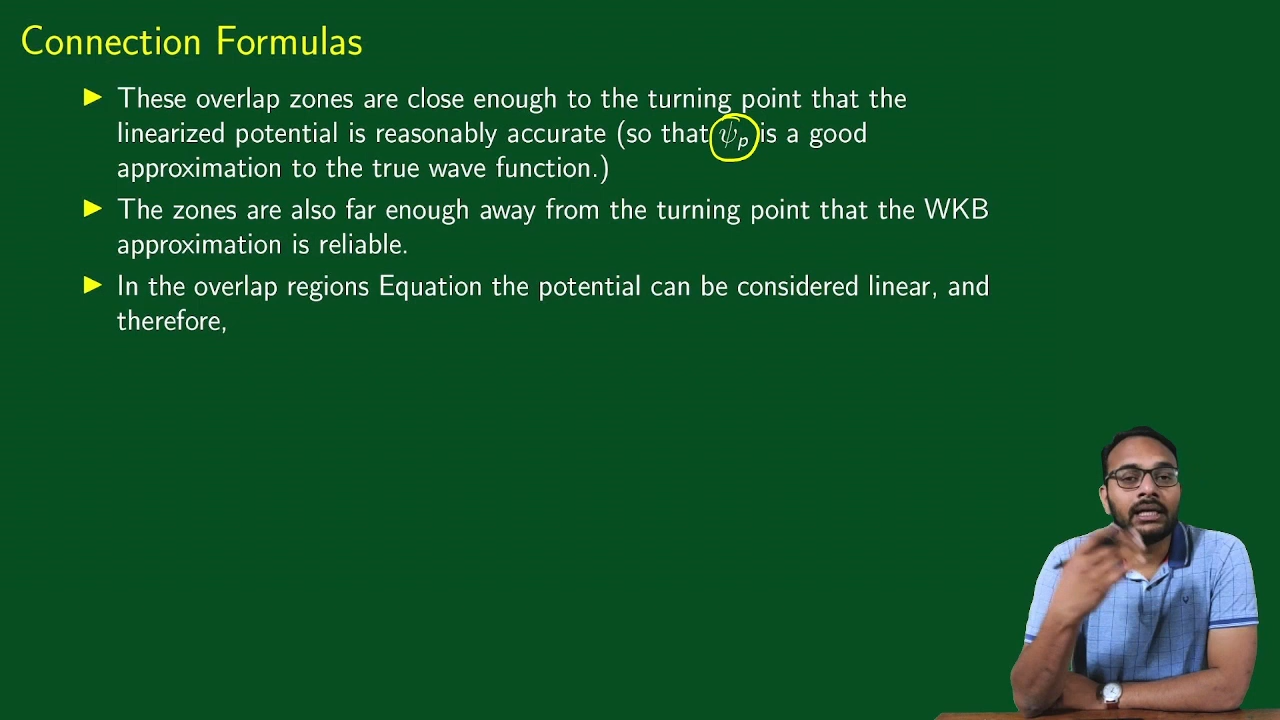 Connection Formulas
These overlap zones are close enough to the turning point that the
linearized potential is reasonably accurate (so that ψₚ is a good
approximation to the true wave function.)
The zones are also far enough away from the turning point that the WKB
approximation is reliable.
In the overlap regions Equation the potential can be considered linear, and
therefore,